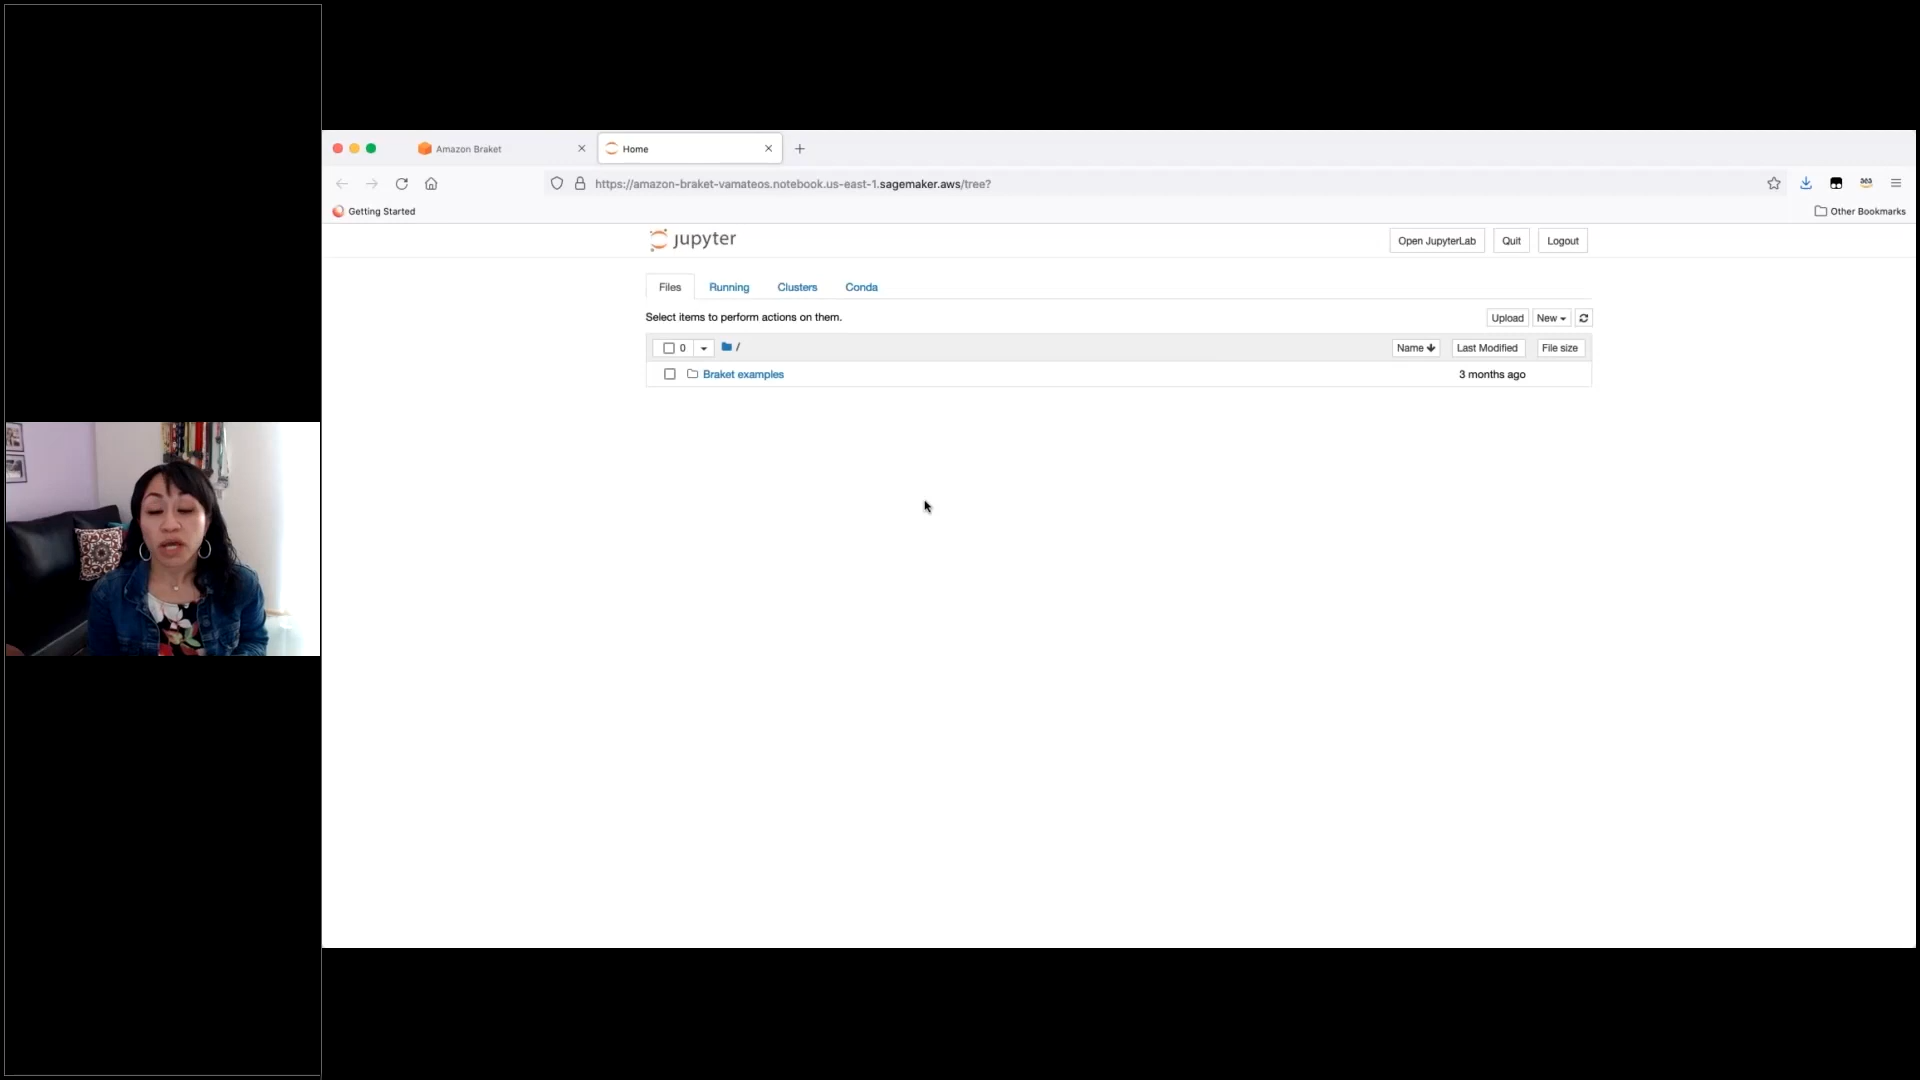 Amazon Braket
Home
https://amazon-braket-vamateos.notebook.us-east-1.sagemaker.aws/tree?
Getting Started
Other Bookmarks
jupyter
Open JupyterLab
Quit
Logout
Files
Running
Clusters
Conda
Select items to perform actions on them.
Upload
New
0
/
Name
Last Modified
File size
Braket examples
3 months ago